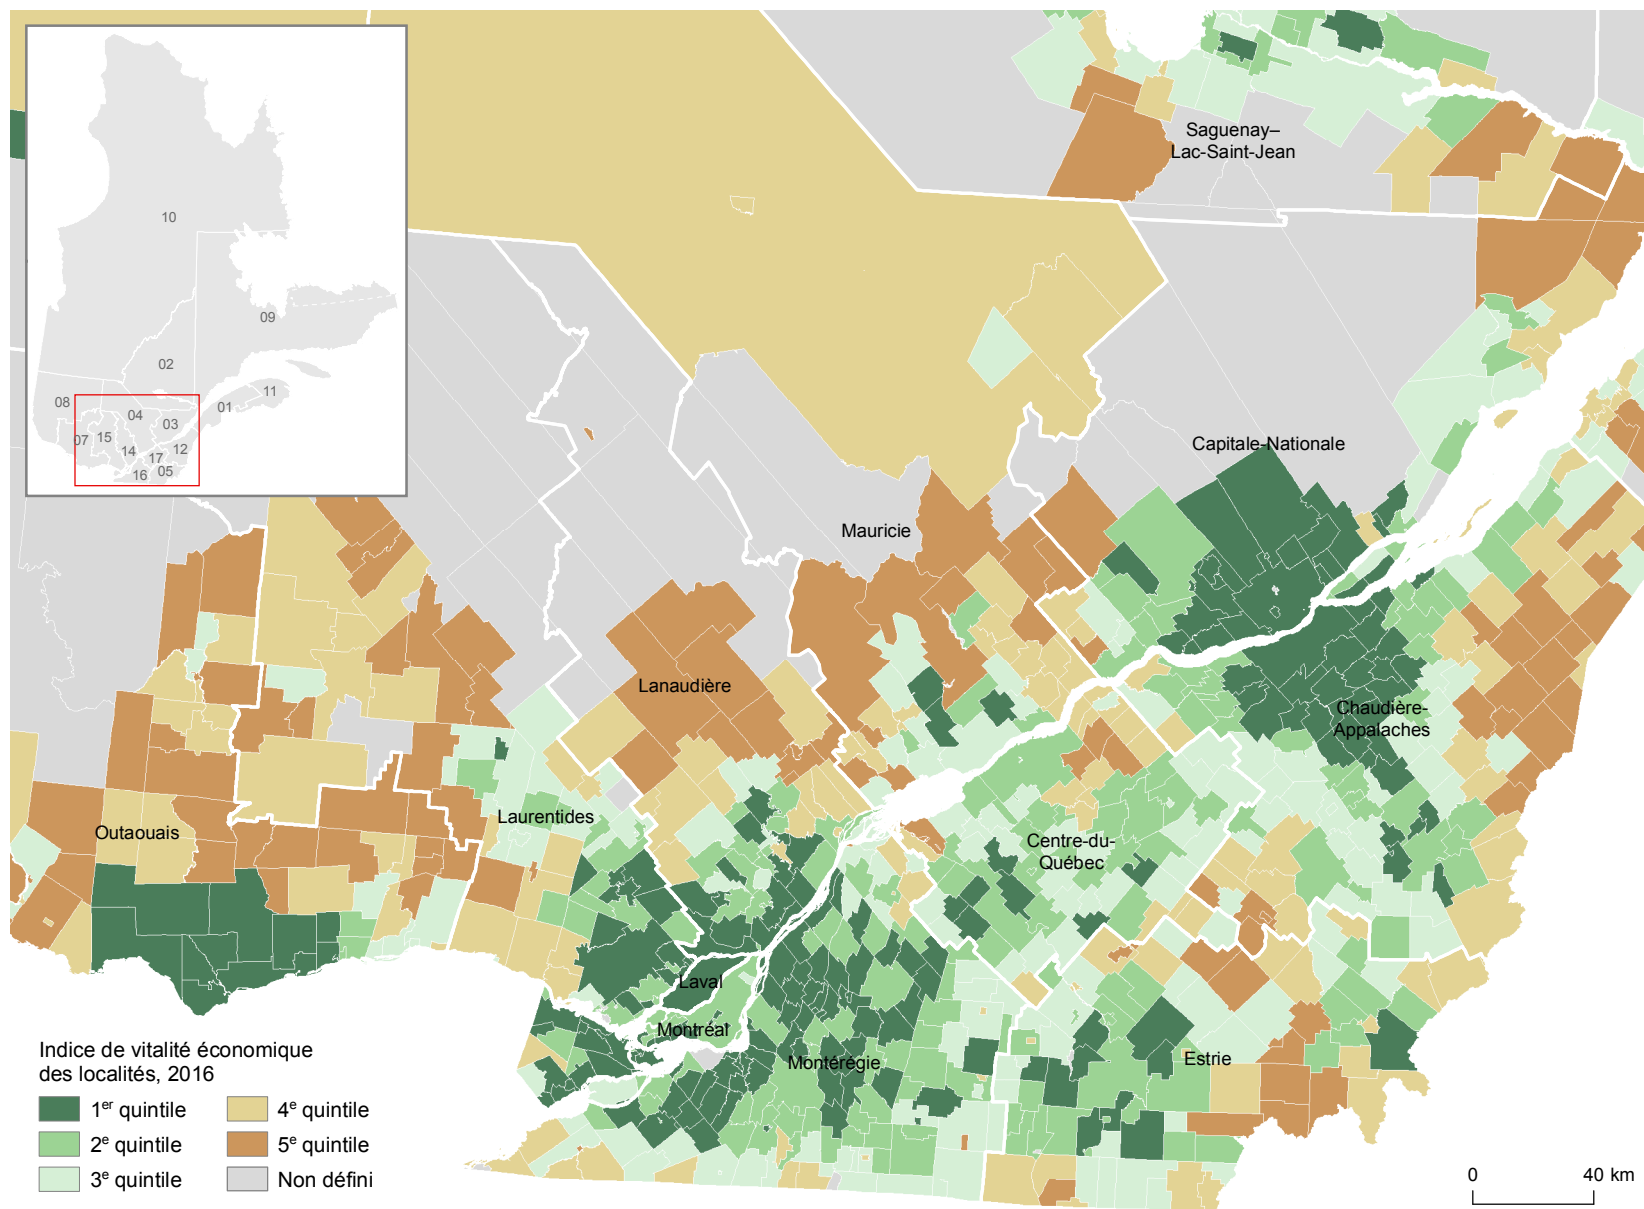 10
09
02
08
04
03
01
11
07
15
14
17
12
16
05
Saguenay–
Lac-Saint-Jean
Capitale-Nationale
Mauricie
Lanaudière
Chaudière-
Appalaches
Laurentides
Outaouais
Centre-du-
Québec
Laval
Montréal
Montérégie
Estrie
Indice de vitalité économique
des localités, 2016
1er quintile
2e quintile
3e quintile
4e quintile
5e quintile
Non défini
0 40 km